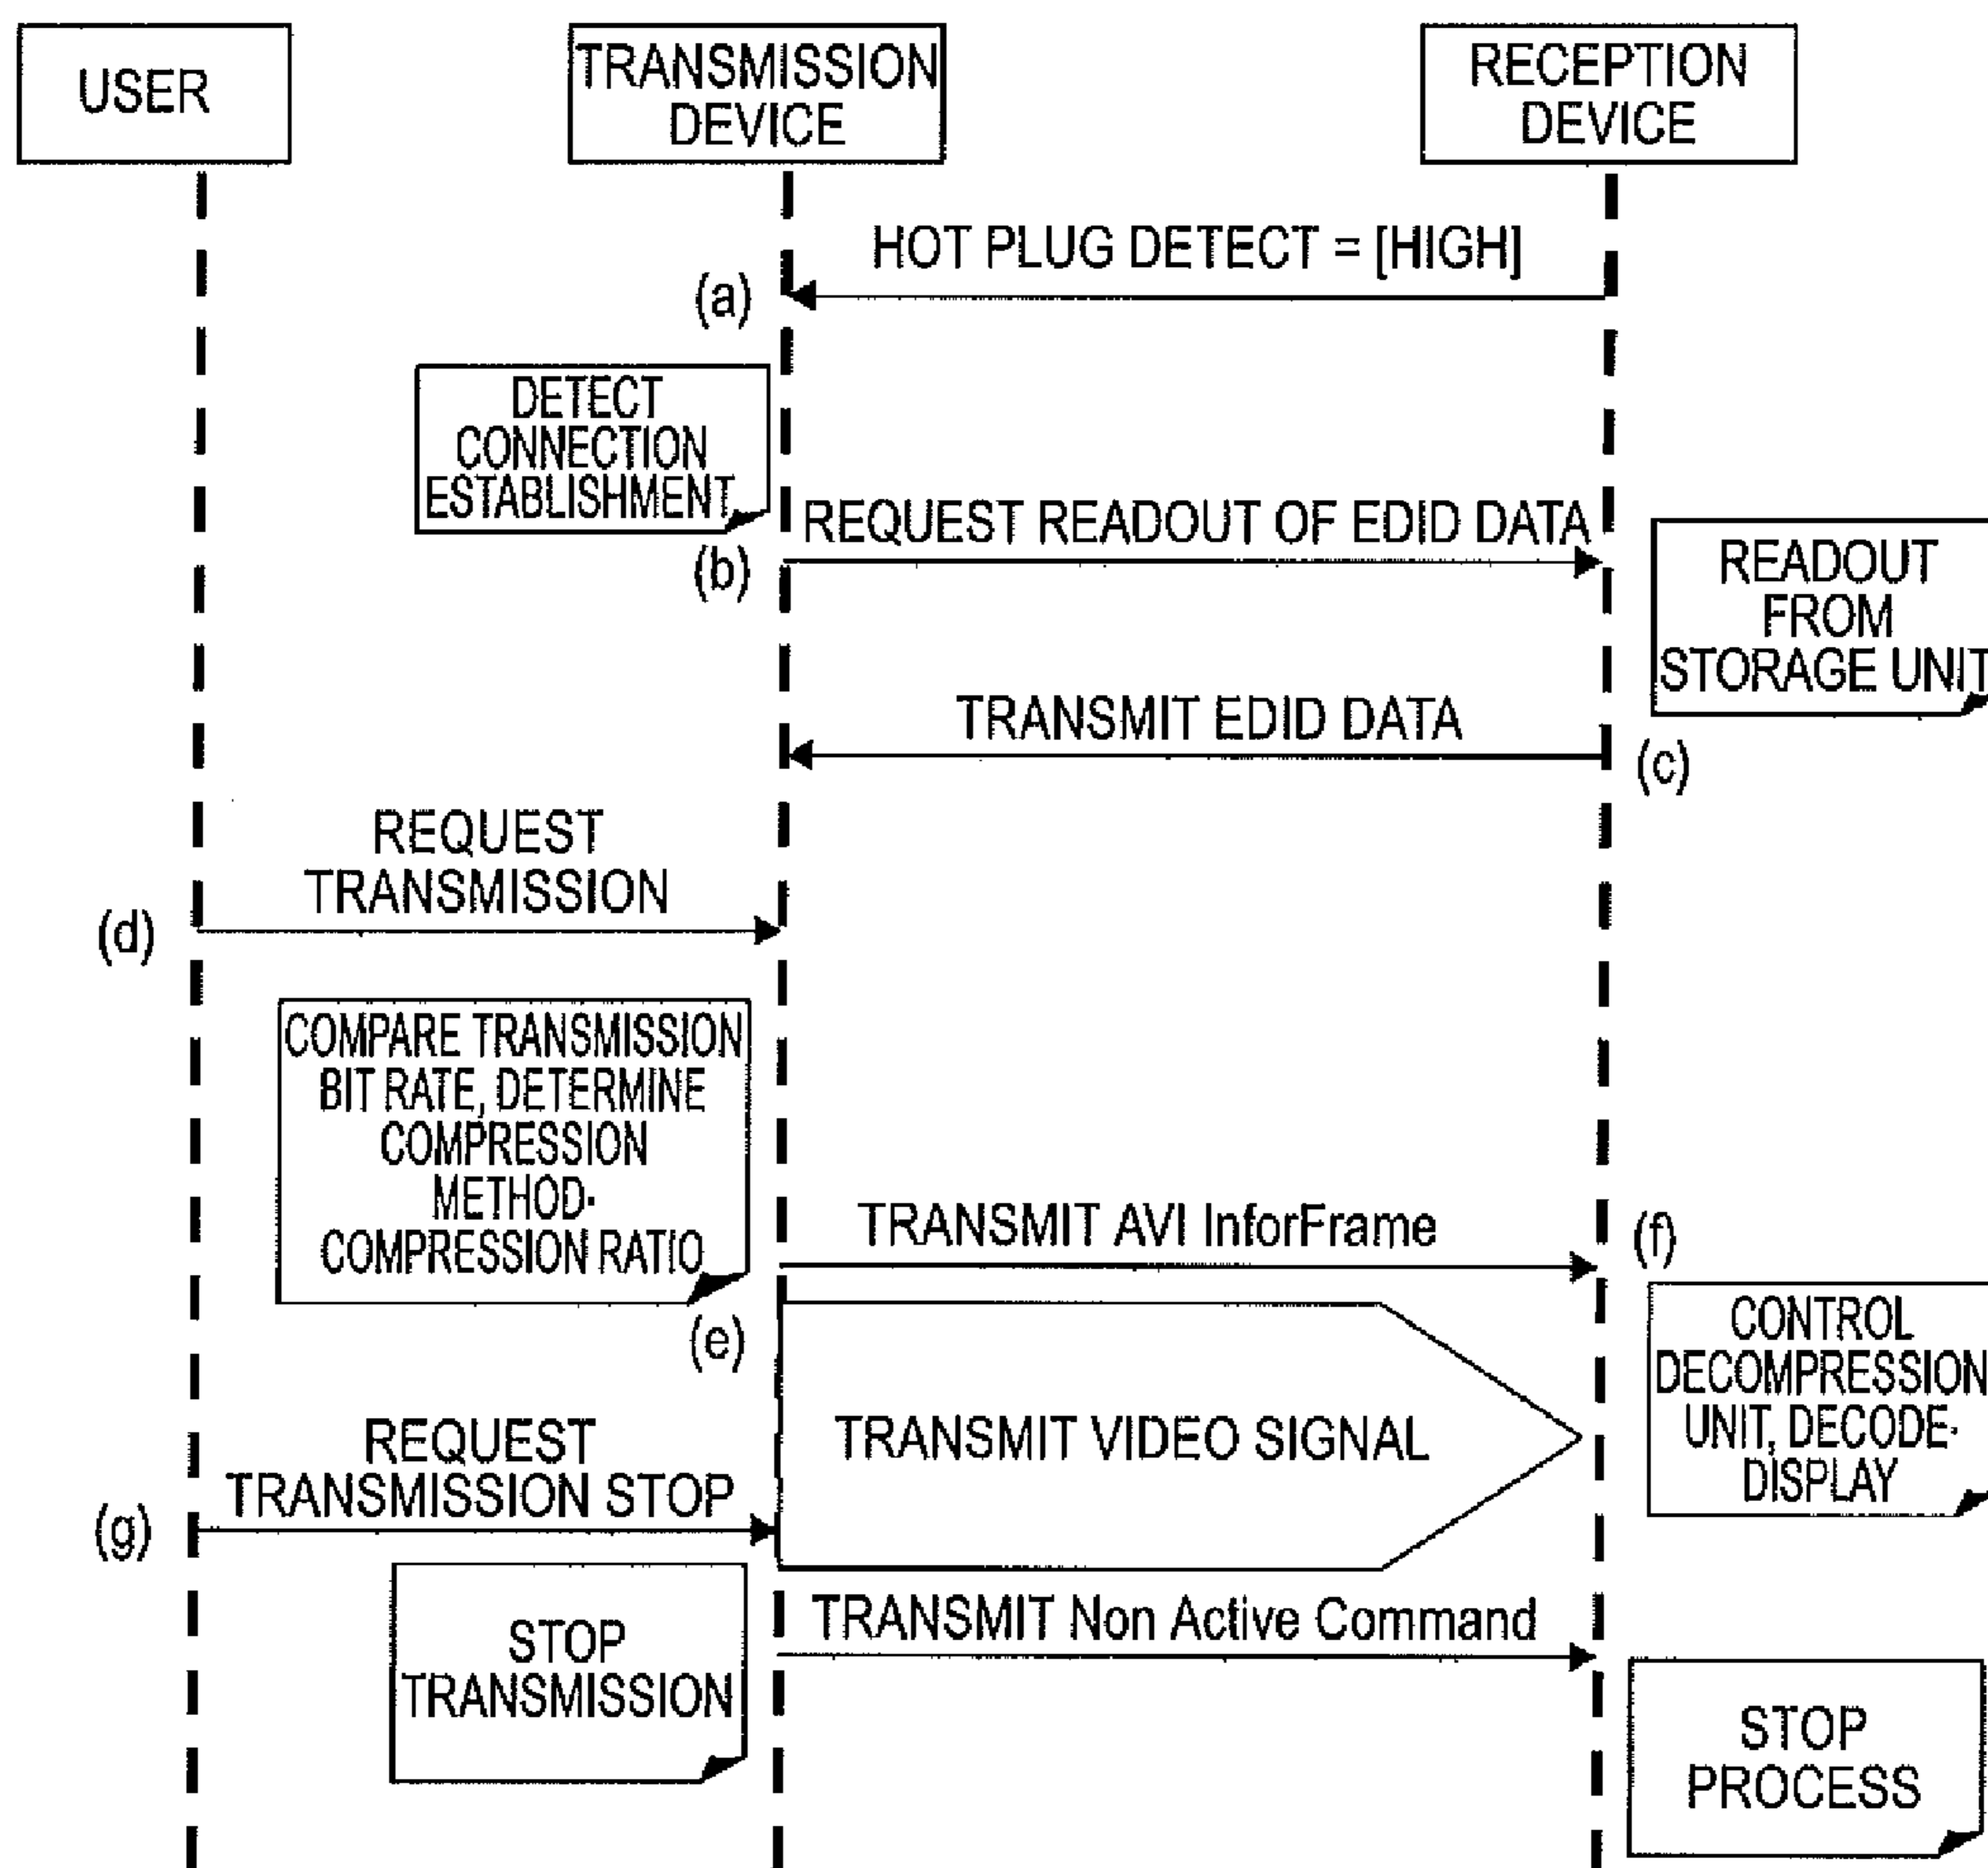 USER
TRANSMISSION
DEVICE
RECEPTION
DEVICE
HOT PLUG DETECT = [HIGH]
(a)
DETECT
CONNECTION
ESTABLISHMENT
REQUEST READOUT OF EDID DATA
(b)
READOUT
FROM
STORAGE UNIT
TRANSMIT EDID DATA
(c)
REQUEST
TRANSMISSION
(d)
COMPARE TRANSMISSION
BIT RATE, DETERMINE
COMPRESSION
METHOD·
COMPRESSION RATIO
TRANSMIT AVI InforFrame
(f)
(e)
CONTROL
DECOMPRESSION
UNIT, DECODE·
DISPLAY
TRANSMIT VIDEO SIGNAL
REQUEST
TRANSMISSION STOP
(g)
STOP
TRANSMISSION
TRANSMIT Non Active Command
STOP
PROCESS